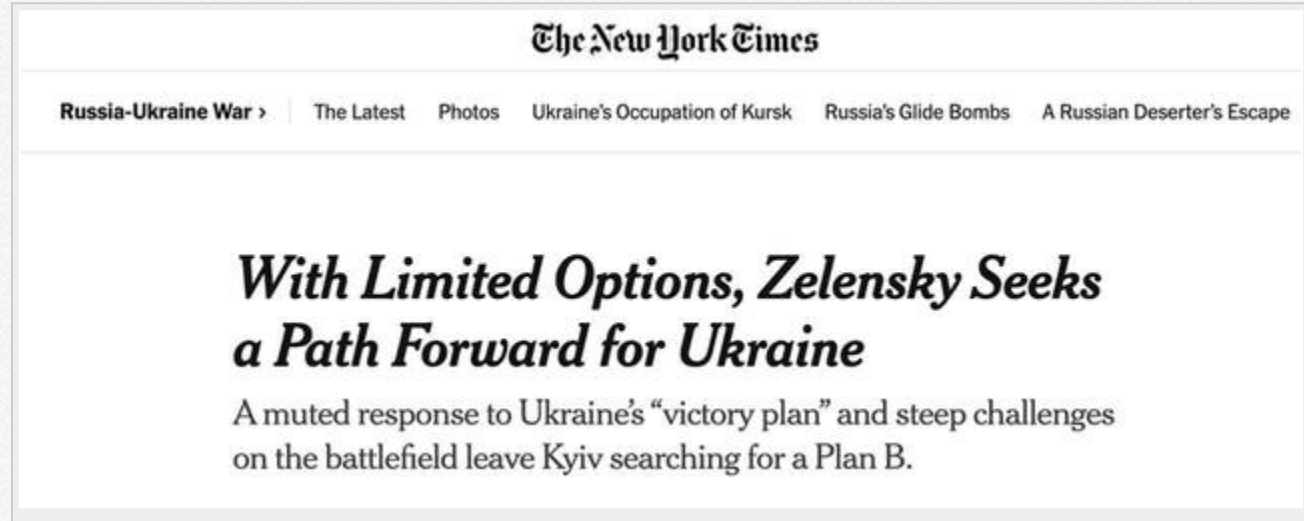 The New York Times
Russia-Ukraine War › The Latest Photos Ukraine’s Occupation of Kursk Russia’s Glide Bombs A Russian Deserter’s Escape
With Limited Options, Zelensky Seeks
a Path Forward for Ukraine
A muted response to Ukraine’s “victory plan” and steep challenges
on the battlefield leave Kyiv searching for a Plan B.